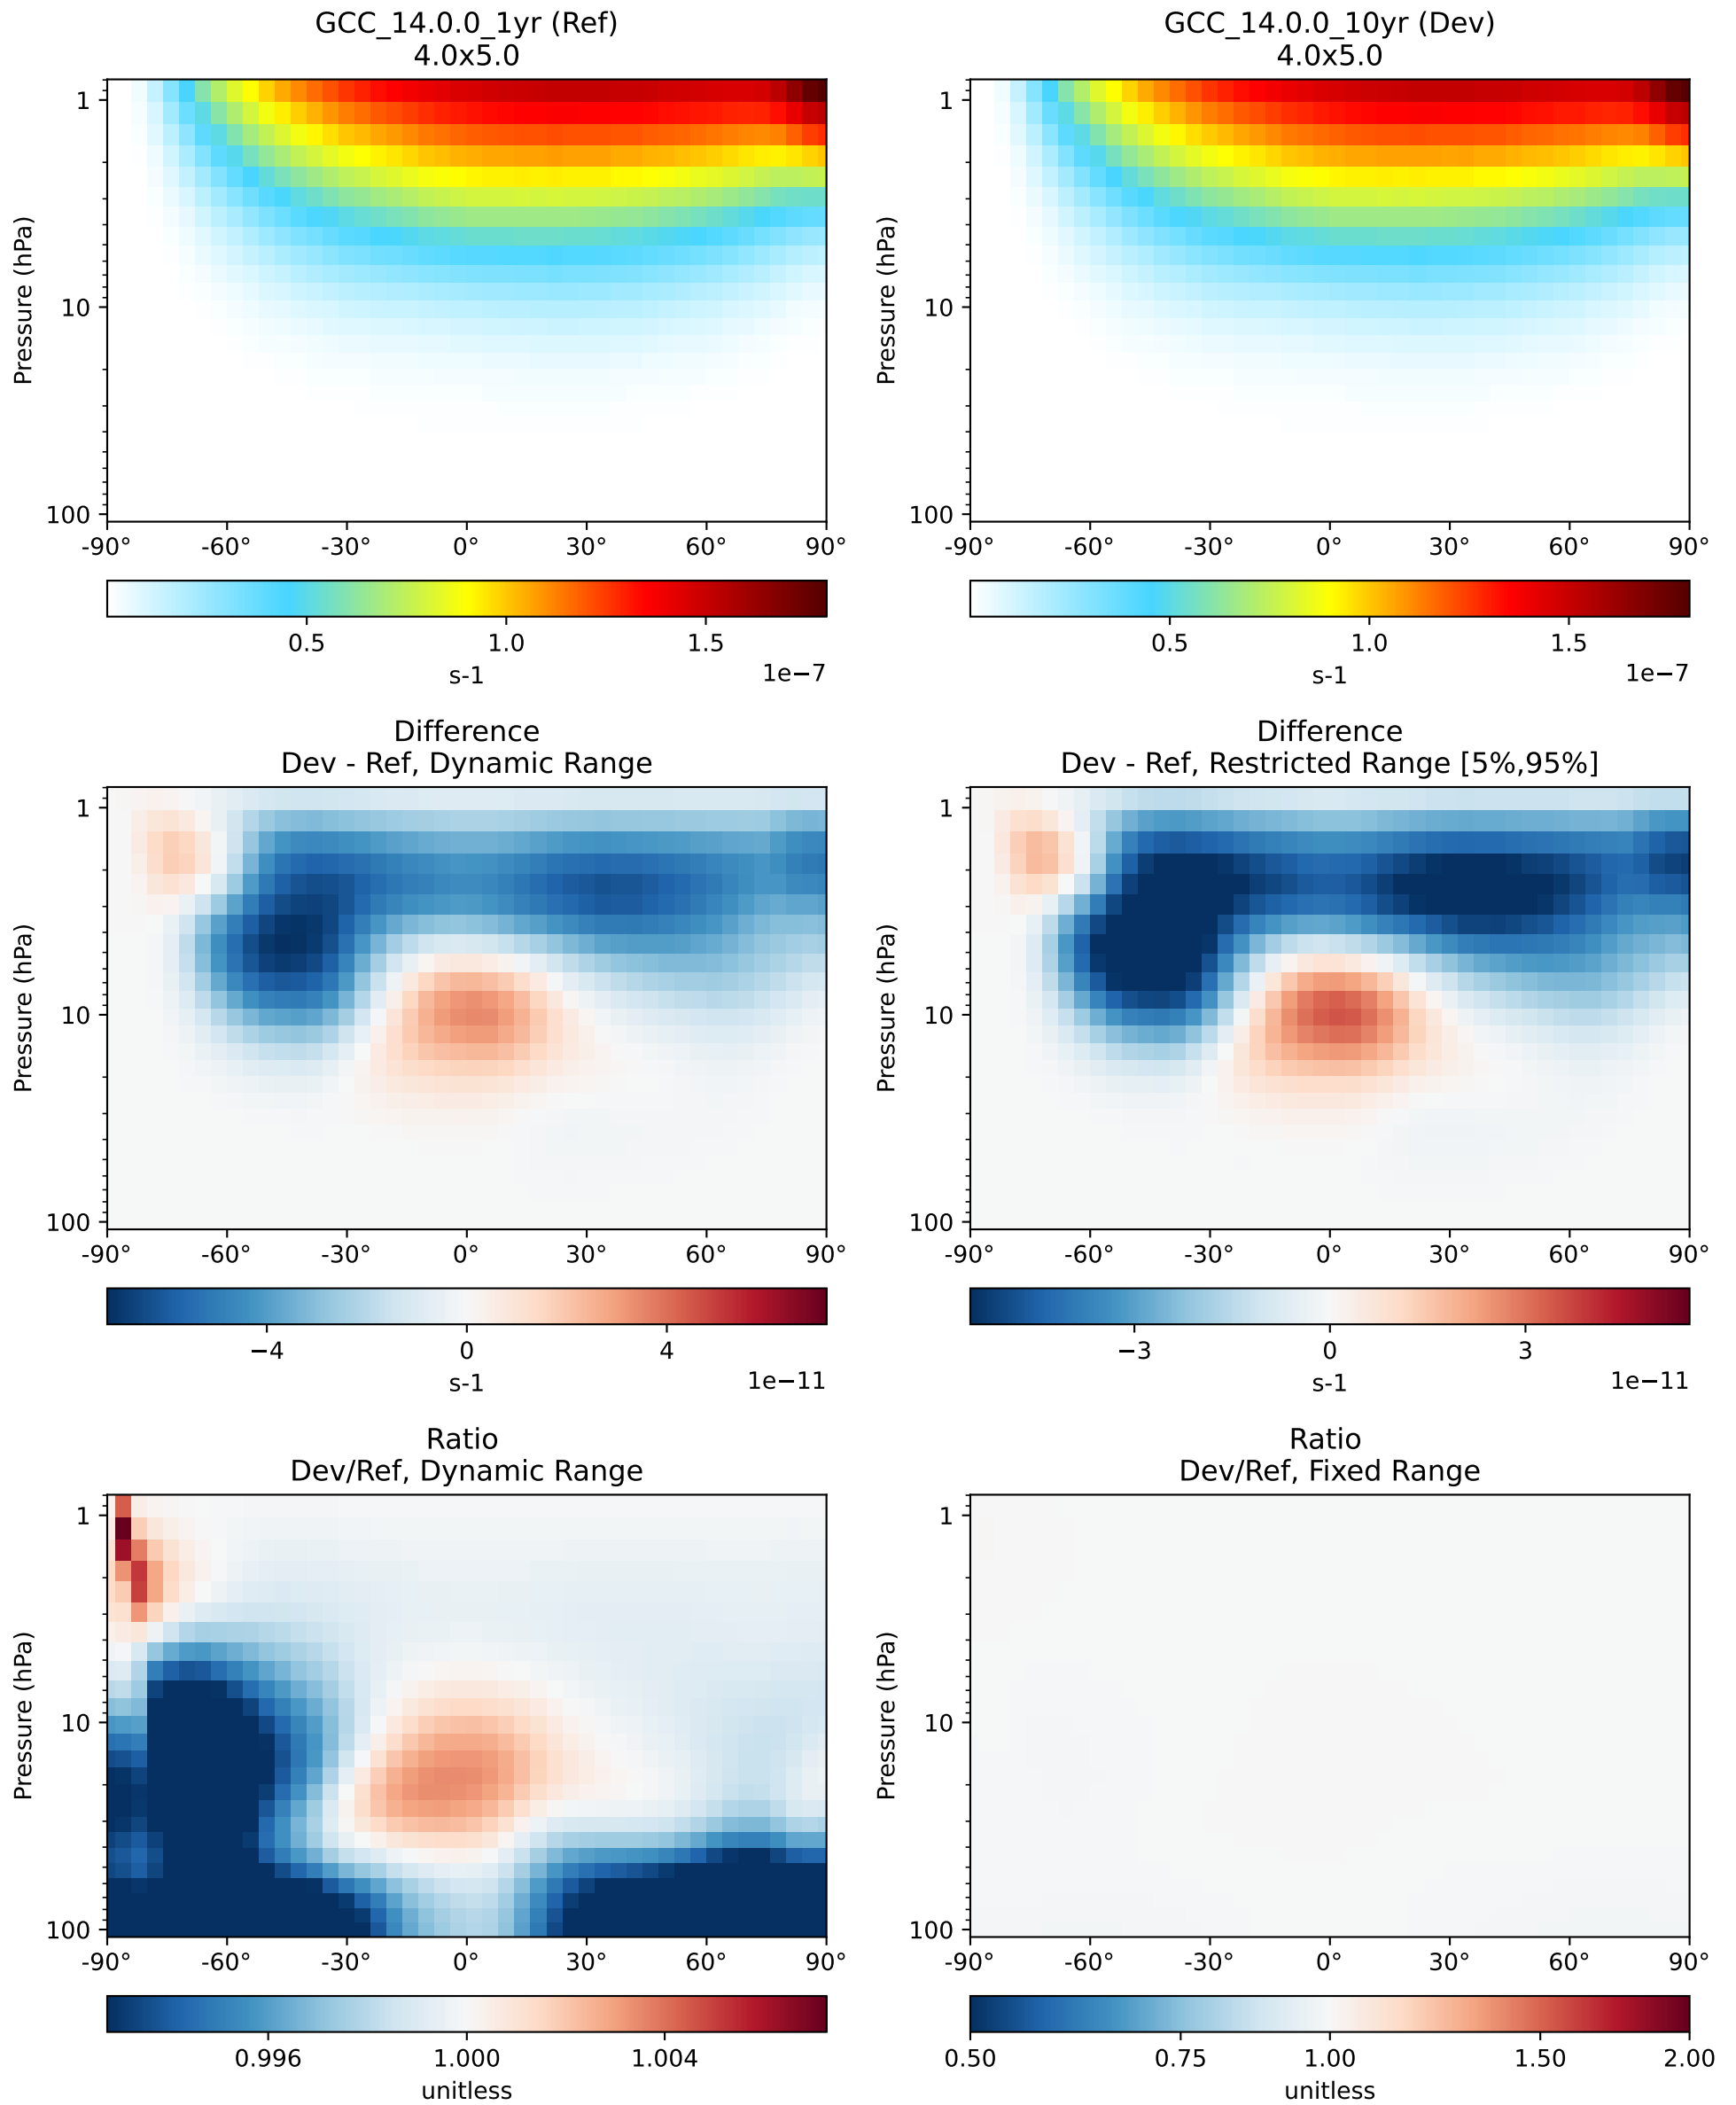 GCC_14.0.0_1yr (Ref)
4.0x5.0
Pressure (hPa)
1
10
100
-90° -60° -30° 0° 30° 60° 90°
0.5 1.0 1.5
s-1
1e−7
GCC_14.0.0_10yr (Dev)
4.0x5.0
Pressure (hPa)
1
10
100
-90° -60° -30° 0° 30° 60° 90°
0.5 1.0 1.5
s-1
1e−7
Difference
Dev - Ref, Dynamic Range
Pressure (hPa)
1
10
100
-90° -60° -30° 0° 30° 60° 90°
−4 0 4
s-1
1e−11
Difference
Dev - Ref, Restricted Range [5%,95%]
Pressure (hPa)
1
10
100
-90° -60° -30° 0° 30° 60° 90°
−3 0 3
s-1
1e−11
Ratio
Dev/Ref, Dynamic Range
Pressure (hPa)
1
10
100
-90° -60° -30° 0° 30° 60° 90°
0.996 1.000 1.004
unitless
Ratio
Dev/Ref, Fixed Range
Pressure (hPa)
1
10
100
-90° -60° -30° 0° 30° 60° 90°
0.50 0.75 1.00 1.50 2.00
unitless